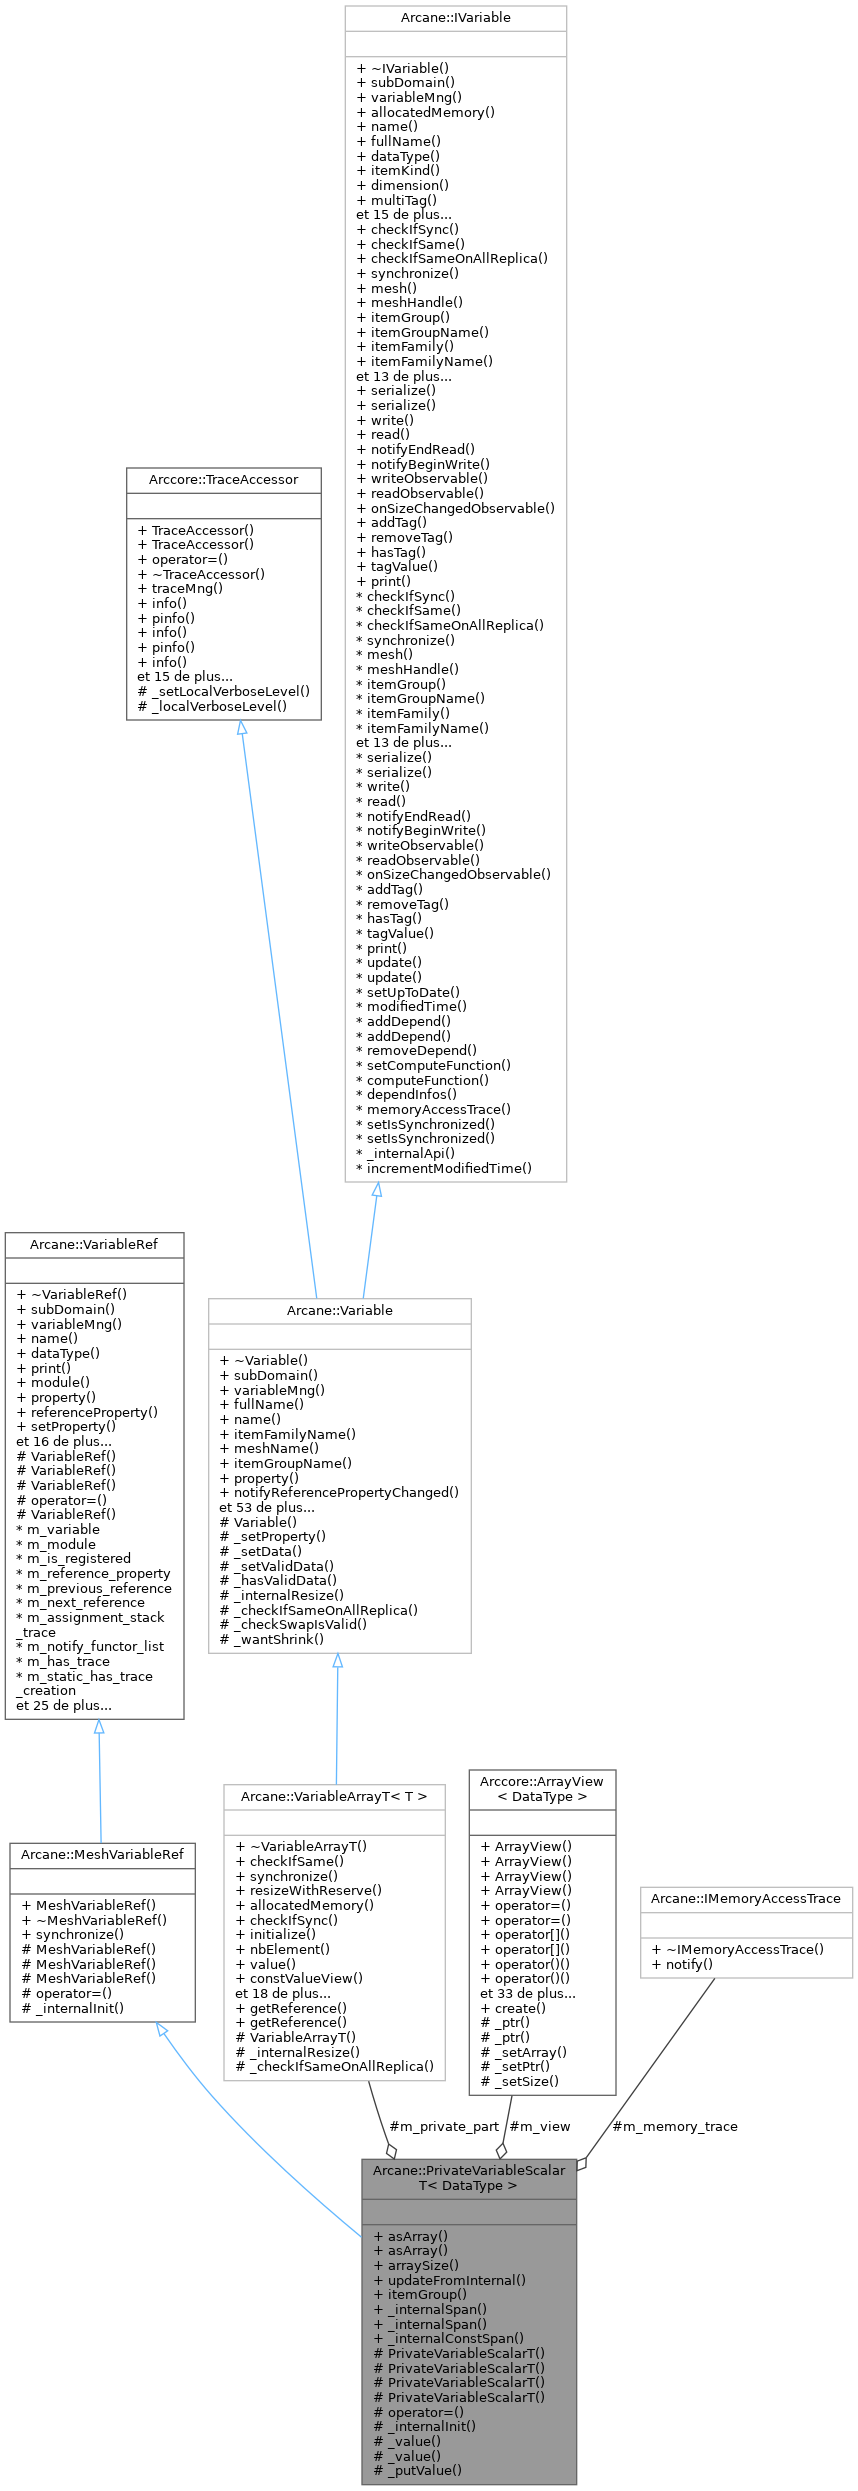 Arcane::IVariable
+ ~IVariable()
+ subDomain()
+ variableMng()
+ allocatedMemory()
+ name()
+ fullName()
+ dataType()
+ itemKind()
+ dimension()
+ multiTag()
et 15 de plus...
+ checkIfSync()
+ checkIfSame()
+ checkIfSameOnAllReplica()
+ synchronize()
+ mesh()
+ meshHandle()
+ itemGroup()
+ itemGroupName()
+ itemFamily()
+ itemFamilyName()
et 13 de plus...
+ serialize()
+ serialize()
+ write()
+ read()
+ notifyEndRead()
+ notifyBeginWrite()
+ writeObservable()
+ readObservable()
+ onSizeChangedObservable()
+ addTag()
+ removeTag()
+ hasTag()
+ tagValue()
+ print()
* checkIfSync()
* checkIfSame()
* checkIfSameOnAllReplica()
* synchronize()
* mesh()
* meshHandle()
* itemGroup()
* itemGroupName()
* itemFamily()
* itemFamilyName()
et 13 de plus...
* serialize()
* serialize()
* write()
* read()
* notifyEndRead()
* notifyBeginWrite()
* writeObservable()
* readObservable()
* onSizeChangedObservable()
* addTag()
* removeTag()
* hasTag()
* tagValue()
* print()
* update()
* update()
* setUpToDate()
* modifiedTime()
* addDepend()
* addDepend()
* removeDepend()
* setComputeFunction()
* computeFunction()
* dependInfos()
* memoryAccessTrace()
* setIsSynchronized()
* setIsSynchronized()
* _internalApi()
* incrementModifiedTime()
Arccore::TraceAccessor
+ TraceAccessor()
+ TraceAccessor()
+ operator=()
+ ~TraceAccessor()
+ traceMng()
+ info()
+ pinfo()
+ info()
+ pinfo()
+ info()
et 15 de plus...
# _setLocalVerboseLevel()
# _localVerboseLevel()
Arcane::VariableRef
+ ~VariableRef()
+ subDomain()
+ variableMng()
+ name()
+ dataType()
+ print()
+ module()
+ property()
+ referenceProperty()
+ setProperty()
et 16 de plus...
# VariableRef()
# VariableRef()
# VariableRef()
# operator=()
# VariableRef()
* m_variable
* m_module
* m_is_registered
* m_reference_property
* m_previous_reference
* m_next_reference
* m_assignment_stack
_trace
* m_notify_functor_list
* m_has_trace
* m_static_has_trace
_creation
et 25 de plus...
Arcane::Variable
+ ~Variable()
+ subDomain()
+ variableMng()
+ fullName()
+ name()
+ itemFamilyName()
+ meshName()
+ itemGroupName()
+ property()
+ notifyReferencePropertyChanged()
et 53 de plus...
# Variable()
# _setProperty()
# _setData()
# _setValidData()
# _hasValidData()
# _internalResize()
# _checkIfSameOnAllReplica()
# _checkSwapIsValid()
# _wantShrink()
Arcane::MeshVariableRef
+ MeshVariableRef()
+ ~MeshVariableRef()
+ synchronize()
# MeshVariableRef()
# MeshVariableRef()
# MeshVariableRef()
# operator=()
# _internalInit()
Arcane::VariableArrayT< T >
+ ~VariableArrayT()
+ checkIfSame()
+ synchronize()
+ resizeWithReserve()
+ allocatedMemory()
+ checkIfSync()
+ initialize()
+ nbElement()
+ value()
+ constValueView()
et 18 de plus...
+ getReference()
+ getReference()
# VariableArrayT()
# _internalResize()
# _checkIfSameOnAllReplica()
Arccore::ArrayView
< DataType >
+ ArrayView()
+ ArrayView()
+ ArrayView()
+ ArrayView()
+ operator=()
+ operator=()
+ operator[]()
+ operator[]()
+ operator()()
+ operator()()
et 33 de plus...
+ create()
# _ptr()
# _ptr()
# _setArray()
# _setPtr()
# _setSize()
Arcane::IMemoryAccessTrace
+ ~IMemoryAccessTrace()
+ notify()
#m_private_part
#m_view
#m_memory_trace
Arcane::PrivateVariableScalar
T< DataType >
+ asArray()
+ asArray()
+ arraySize()
+ updateFromInternal()
+ itemGroup()
+ _internalSpan()
+ _internalSpan()
+ _internalConstSpan()
# PrivateVariableScalarT()
# PrivateVariableScalarT()
# PrivateVariableScalarT()
# PrivateVariableScalarT()
# operator=()
# _internalInit()
# _value()
# _value()
# _putValue()